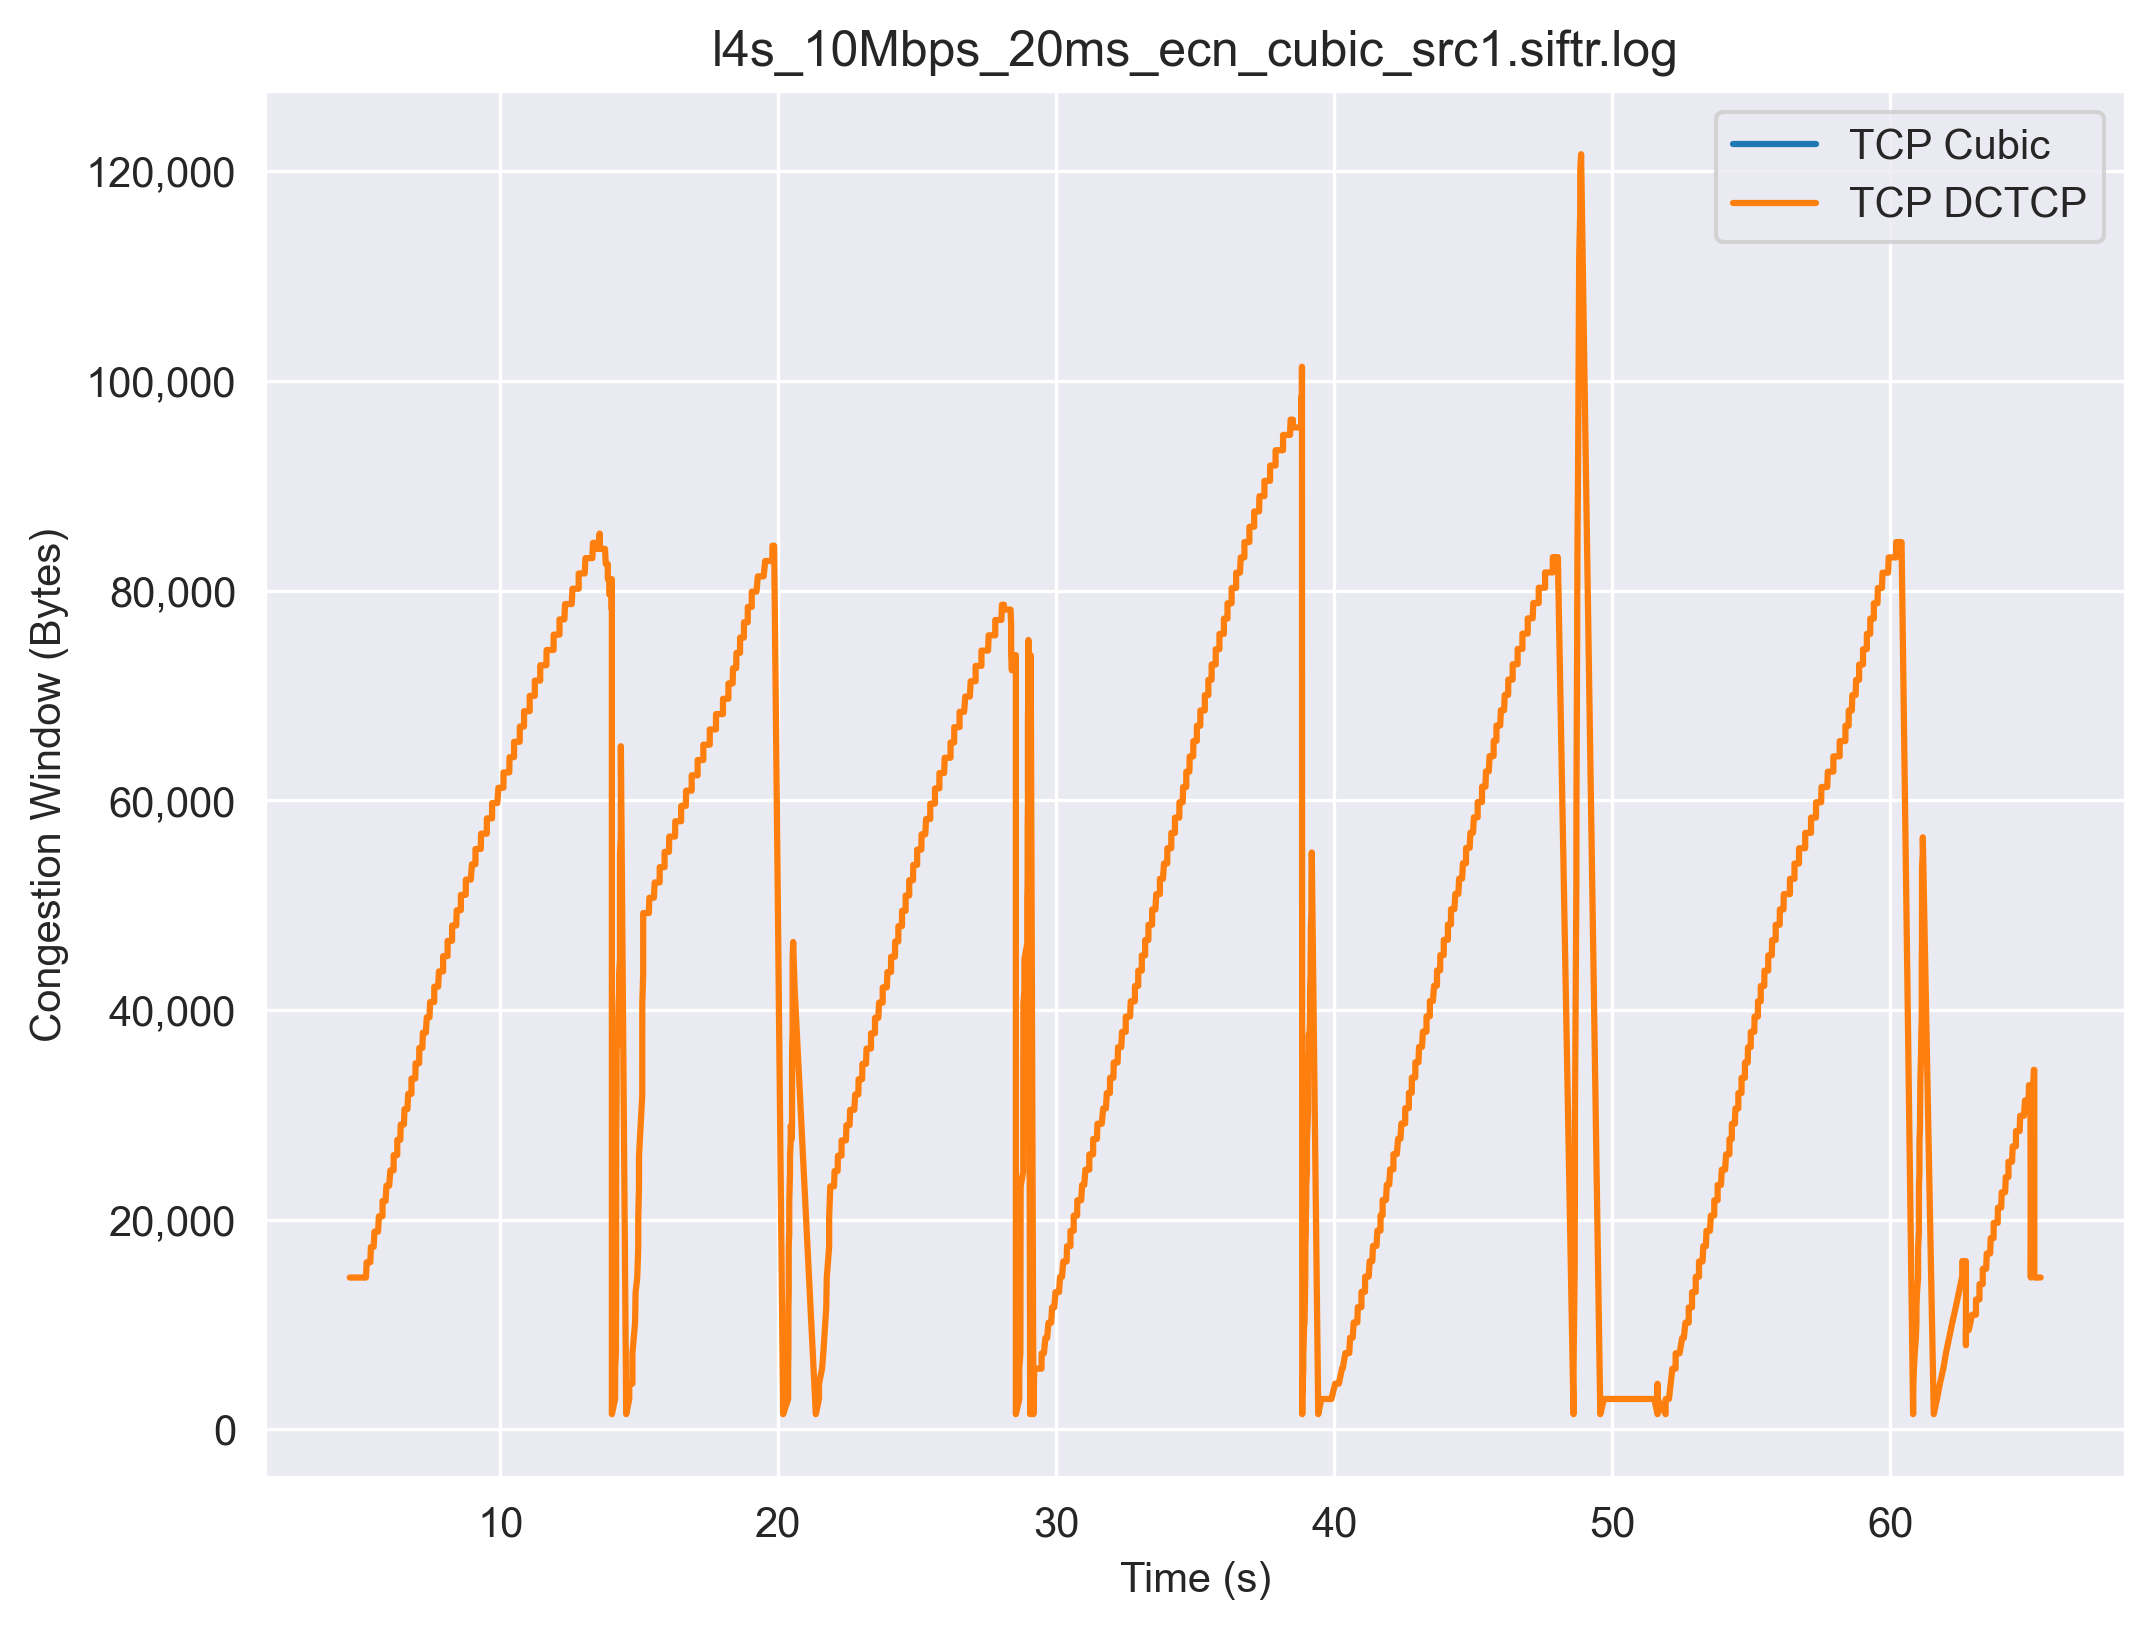 l4s_10Mbps_20ms_ecn_cubic_src1.siftr.log
TCP Cubic
TCP DCTCP
120,000
100,000
80,000
60,000
40,000
20,000
0
Congestion Window (Bytes)
10 20 30 40 50 60
Time (s)